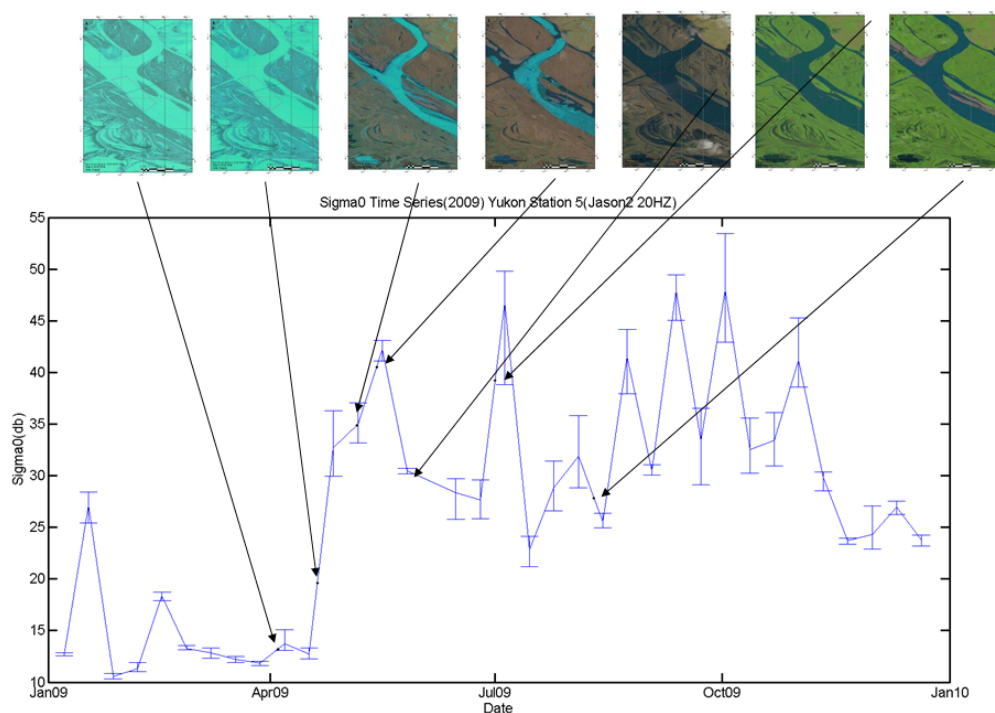 Sigma0 Time Series(2009) Yukon Station 5(Jason2 20HZ)
55
50
45
40
35
30
25
20
15
10
Sigma0(db)
Jan09
Apr09
Jul09
Oct09
Jan10
Date